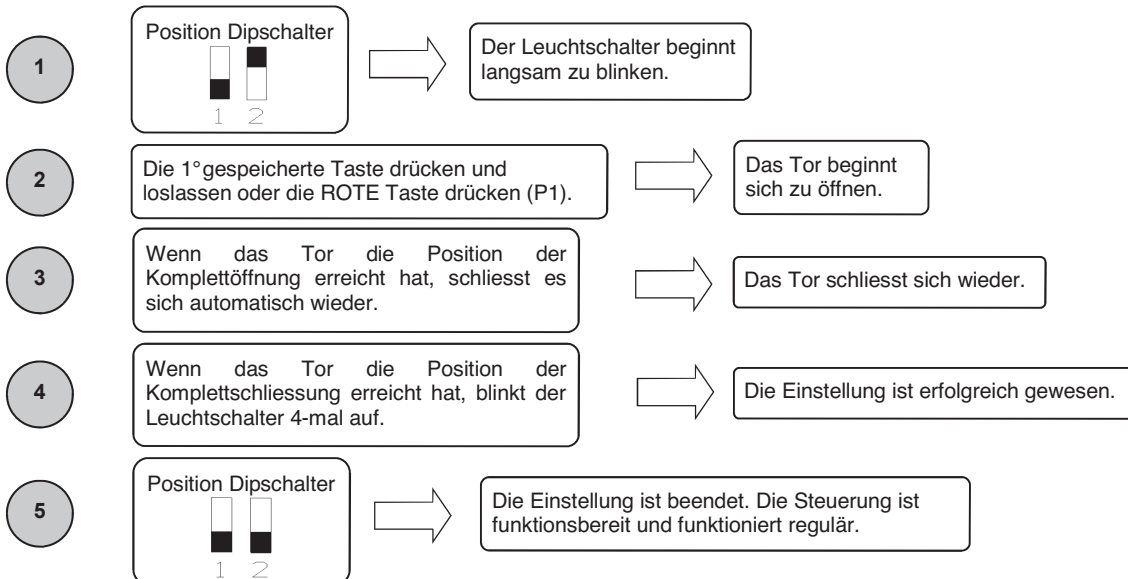 1
Position Dipschalter
1 2
Der Leuchtschalter beginnt
langsam zu blinken.
2
Die 1°gespeicherte Taste drücken und
loslassen oder die ROTE Taste drücken (P1).
Das Tor beginnt
sich zu öffnen.
3
Wenn das Tor die Position der
Komplettöffnung erreicht hat, schliesst es
sich automatisch wieder.
Das Tor schliesst sich wieder.
4
Wenn das Tor die Position der
Komplettschliessung erreicht hat, blinkt der
Leuchtschalter 4-mal auf.
Die Einstellung ist erfolgreich gewesen.
5
Position Dipschalter
1 2
Die Einstellung ist beendet. Die Steuerung ist
funktionsbereit und funktioniert regulär.